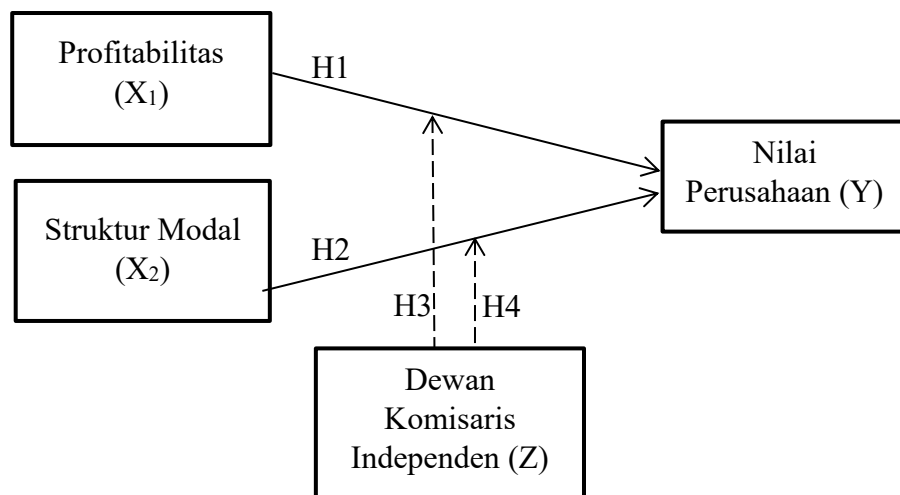 Profitabilitas
(X₁)
H1
Nilai
Perusahaan (Y)
Struktur Modal
(X₂)
H2
H3
H4
Dewan
Komisaris
Independen (Z)